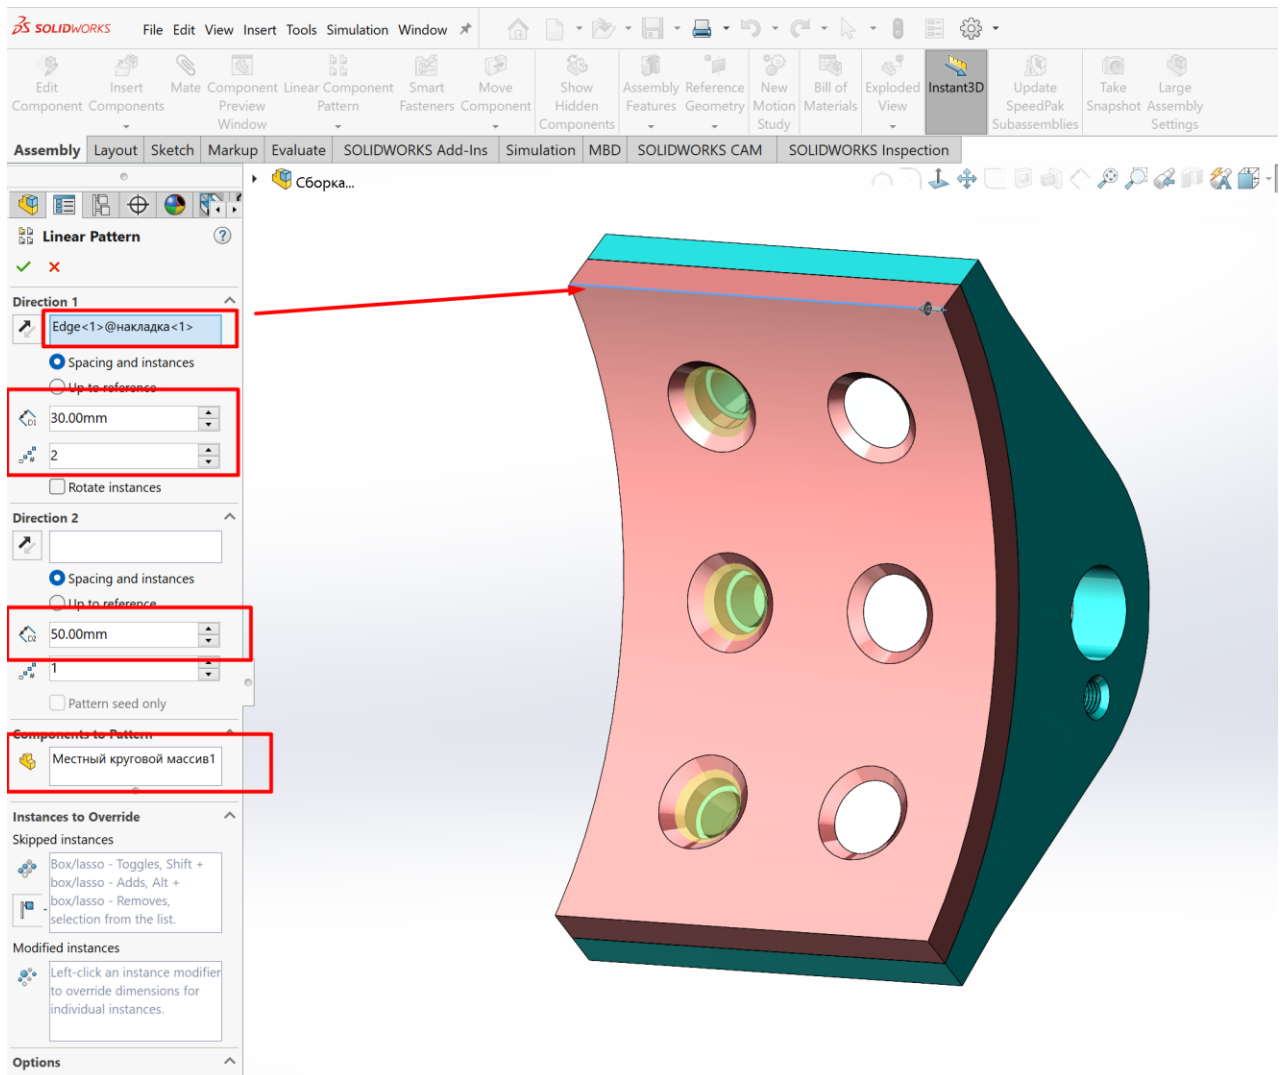 SOLIDWORKS File Edit View Insert Tools Simulation Window
Edit Component
Insert Components
Mate
Component Preview Window
Linear Component Pattern
Smart Fasteners
Move Component
Show Hidden Components
Assembly Features
Reference Geometry
New Motion Study
Bill of Materials
Exploded View
Instant3D
Update SpeedPak Subassemblies
Take Snapshot
Large Assembly Settings
Assembly Layout Sketch Markup Evaluate SOLIDWORKS Add-Ins Simulation MBD SOLIDWORKS CAM SOLIDWORKS Inspection
Сборка...
Linear Pattern
Direction 1
Edge<1>@накладка<1>
Spacing and instances
Up to reference
D1 30.00mm
# 2
Rotate instances
Direction 2
Spacing and instances
Up to reference
D2 50.00mm
# 1
Pattern seed only
Components to Pattern
Местный круговой массив1
Instances to Override
Skipped instances
Box/lasso - Toggles, Shift +
box/lasso - Adds, Alt +
box/lasso - Removes,
selection from the list.
Modified instances
Left-click an instance modifier
to override dimensions for
individual instances.
Options